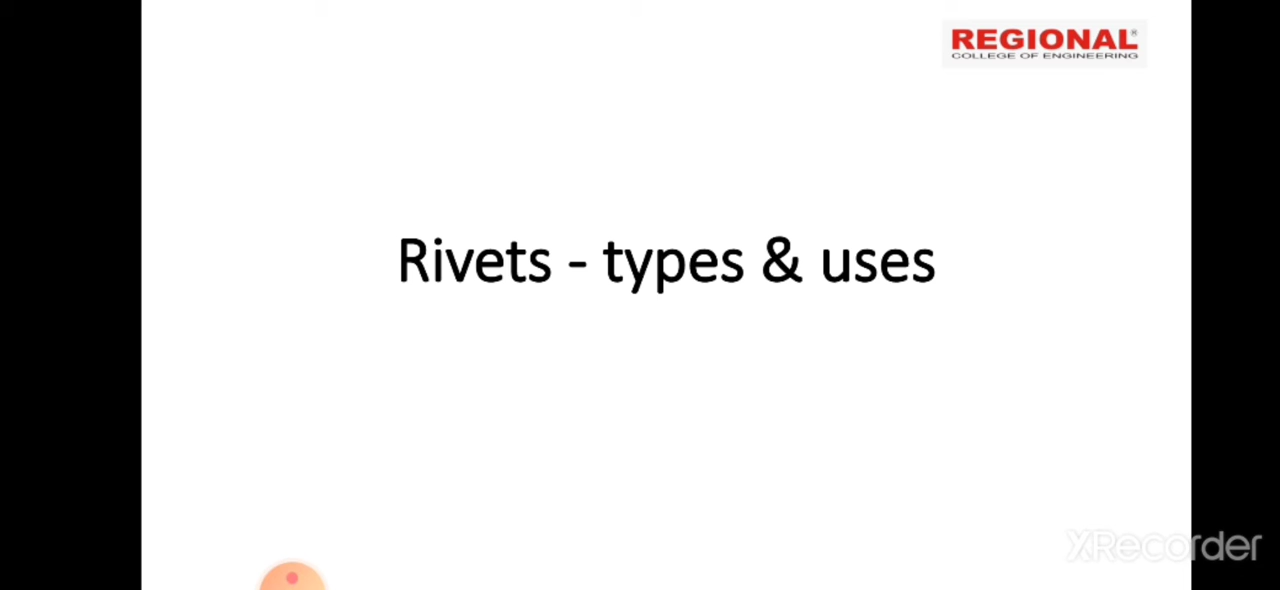 REGIONAL®
COLLEGE OF ENGINEERING
Rivets - types & uses
XRecorder